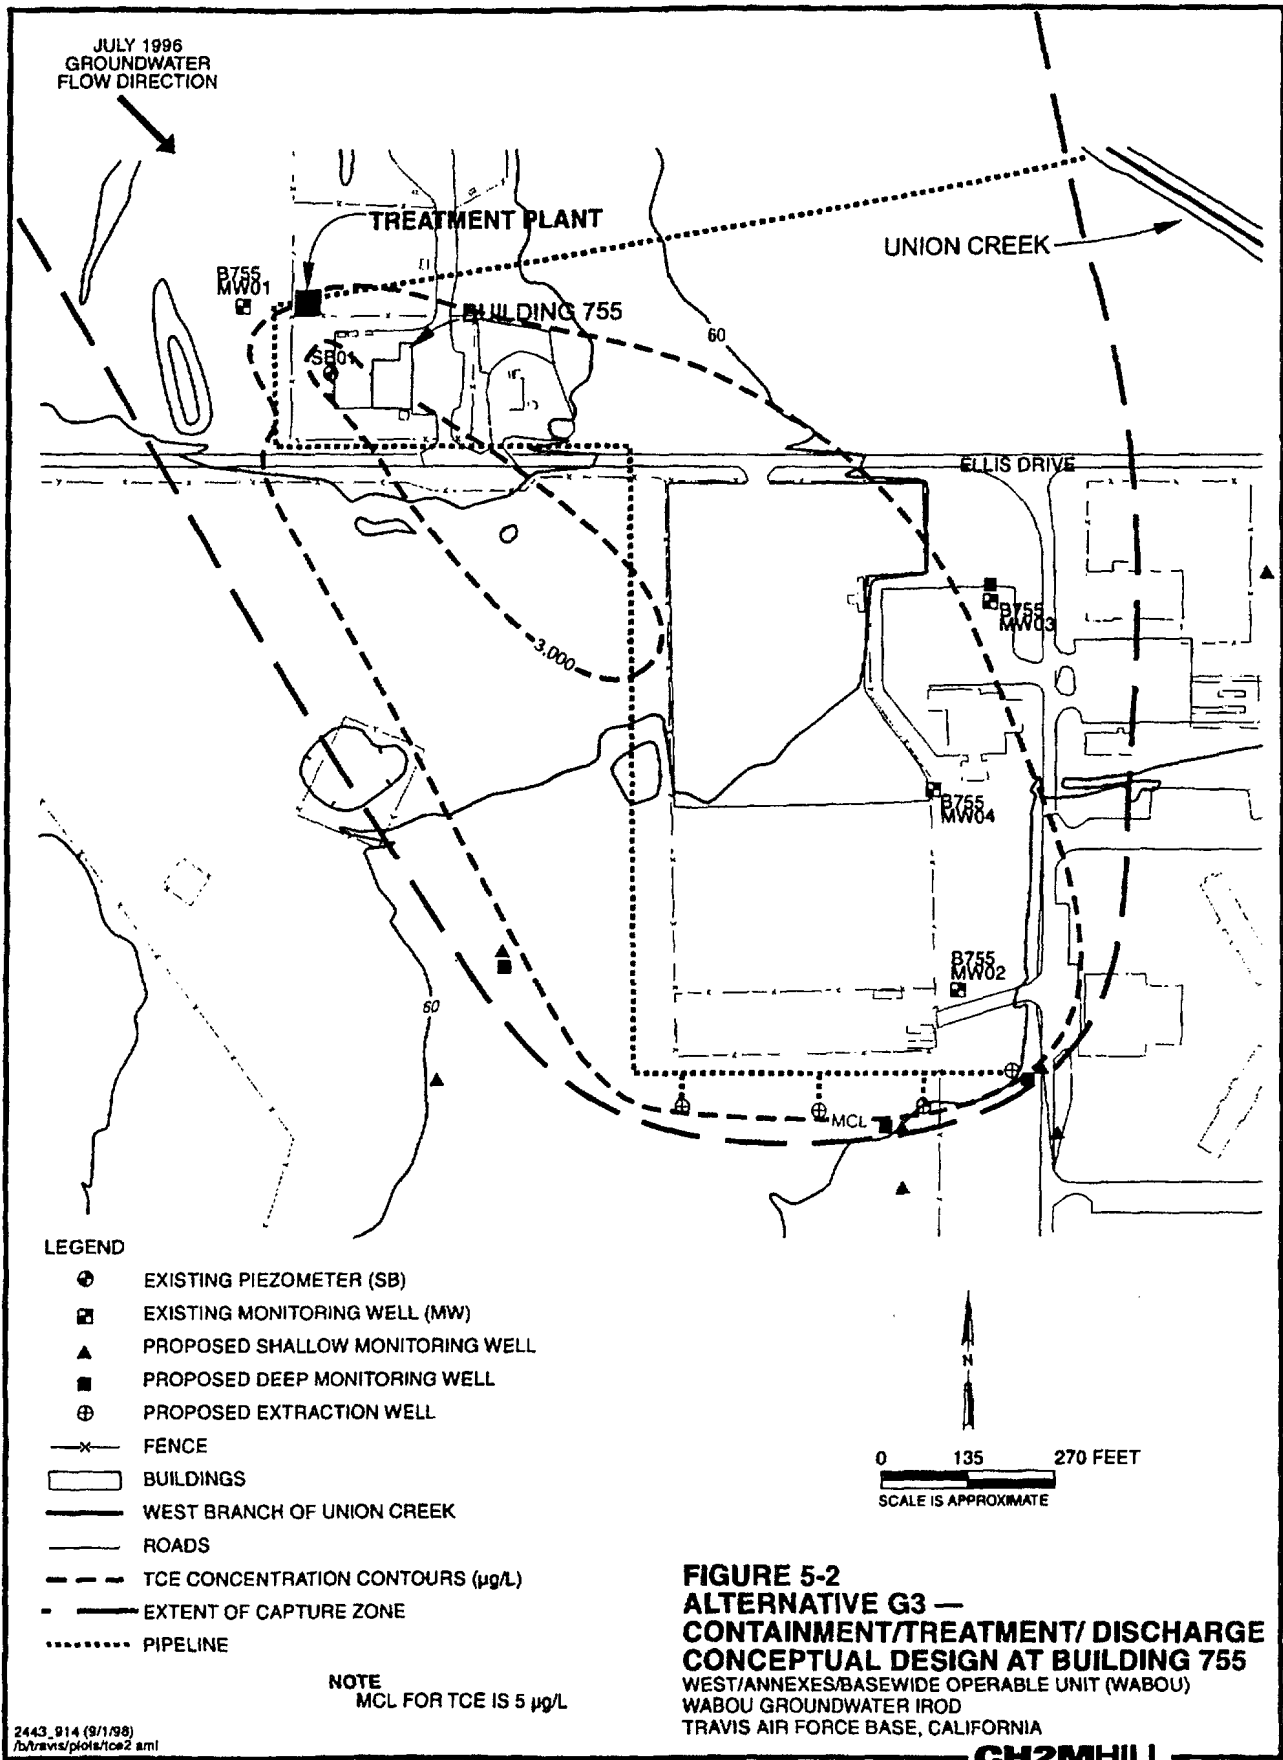 JULY 1996
GROUNDWATER
FLOW DIRECTION
TREATMENT PLANT
UNION CREEK
B755
MW01
BUILDING 755
SB01
60
ELLIS DRIVE
B755
MW03
3,000
B755
MW04
B755
MW02
60
MCL
LEGEND
EXISTING PIEZOMETER (SB)
EXISTING MONITORING WELL (MW)
PROPOSED SHALLOW MONITORING WELL
PROPOSED DEEP MONITORING WELL
PROPOSED EXTRACTION WELL
FENCE
BUILDINGS
WEST BRANCH OF UNION CREEK
ROADS
TCE CONCENTRATION CONTOURS (µg/L)
EXTENT OF CAPTURE ZONE
PIPELINE
NOTE
MCL FOR TCE IS 5 µg/L
N
0 135 270 FEET
SCALE IS APPROXIMATE
FIGURE 5-2
ALTERNATIVE G3 —
CONTAINMENT/TREATMENT/ DISCHARGE
CONCEPTUAL DESIGN AT BUILDING 755
WEST/ANNEXES/BASEWIDE OPERABLE UNIT (WABOU)
WABOU GROUNDWATER IROD
TRAVIS AIR FORCE BASE, CALIFORNIA
CH2MHILL
2443_914 (9/1/98)
/b/travis/plots/tce2 aml